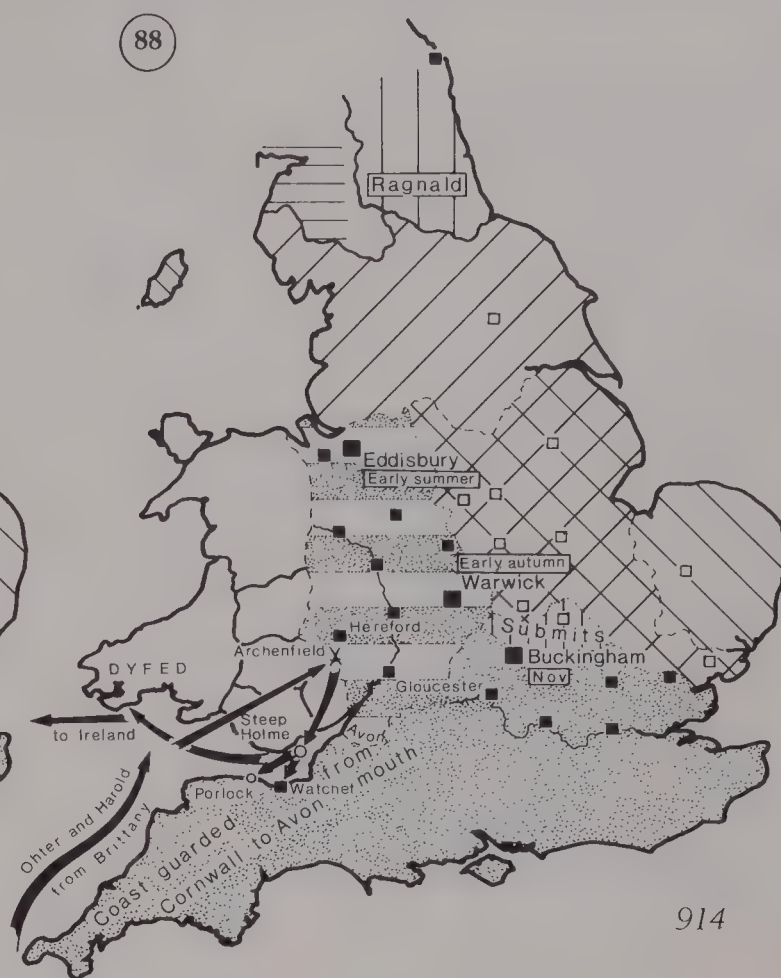 88
Ragnald
Eddisbury
Early summer
Early autumn
Warwick
Hereford
Submits
Archenfield
Buckingham
DYFED
Gloucester
Nov
Steep
Holme
to Ireland
Avon
Porlock
Watchet
Ohter and Harold
from Brittany
Coast guarded from
Cornwall to Avon mouth
914